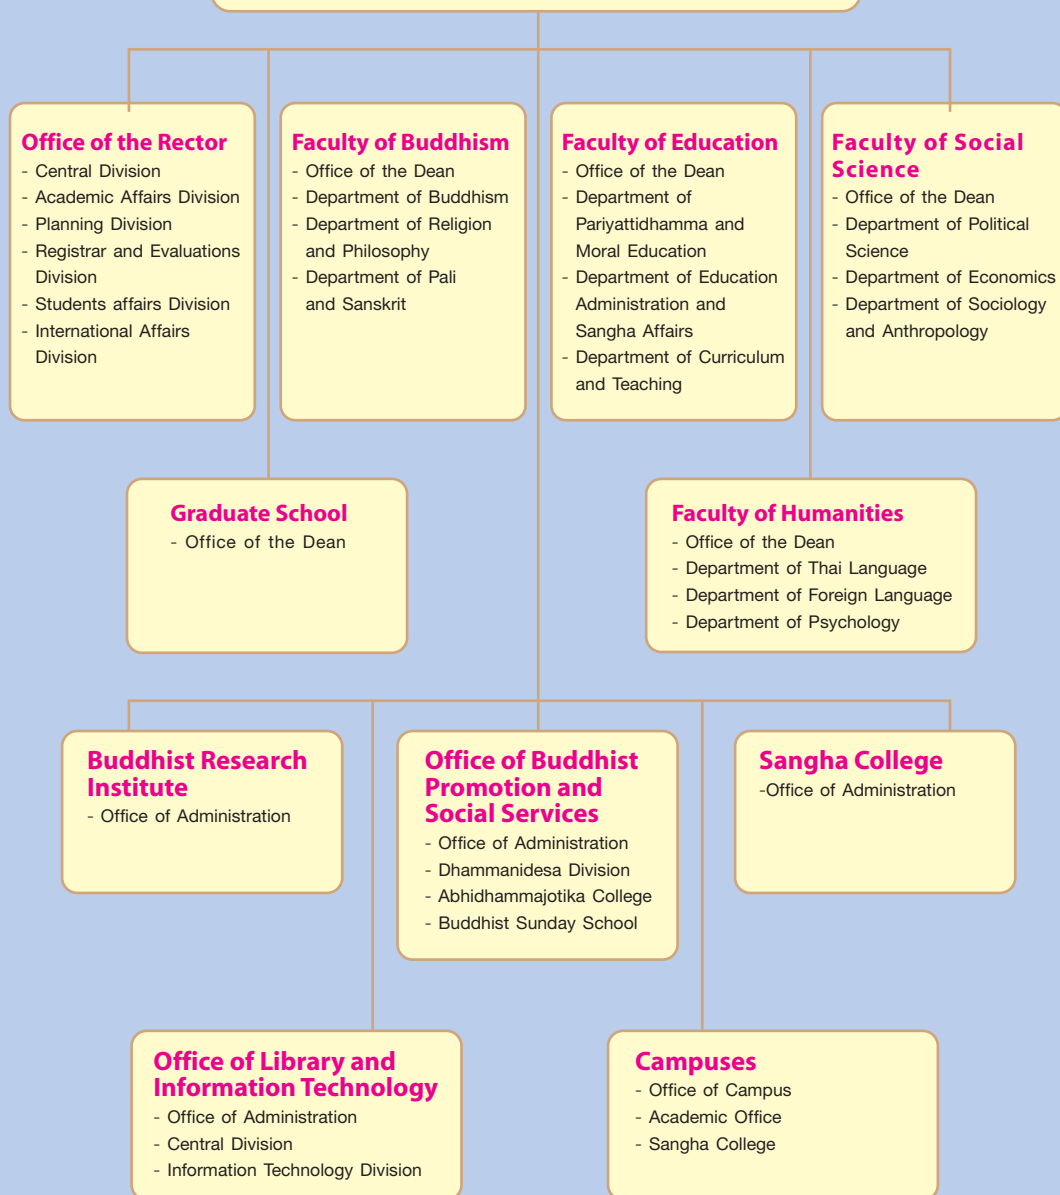 Office of the Rector
- Central Division
- Academic Affairs Division
- Planning Division
- Registrar and Evaluations
Division
- Students affairs Division
- International Affairs
Division
Faculty of Buddhism
- Office of the Dean
- Department of Buddhism
- Department of Religion
and Philosophy
- Department of Pali
and Sanskrit
Faculty of Education
- Office of the Dean
- Department of
Pariyattidhamma and
Moral Education
- Department of Education
Administration and
Sangha Affairs
- Department of Curriculum
and Teaching
Faculty of Social
Science
- Office of the Dean
- Department of Political
Science
- Department of Economics
- Department of Sociology
and Anthropology
Graduate School
- Office of the Dean
Faculty of Humanities
- Office of the Dean
- Department of Thai Language
- Department of Foreign Language
- Department of Psychology
Buddhist Research
Institute
- Office of Administration
Office of Buddhist
Promotion and
Social Services
- Office of Administration
- Dhammanidesa Division
- Abhidhammajotika College
- Buddhist Sunday School
Sangha College
-Office of Administration
Office of Library and
Information Technology
- Office of Administration
- Central Division
- Information Technology Division
Campuses
- Office of Campus
- Academic Office
- Sangha College